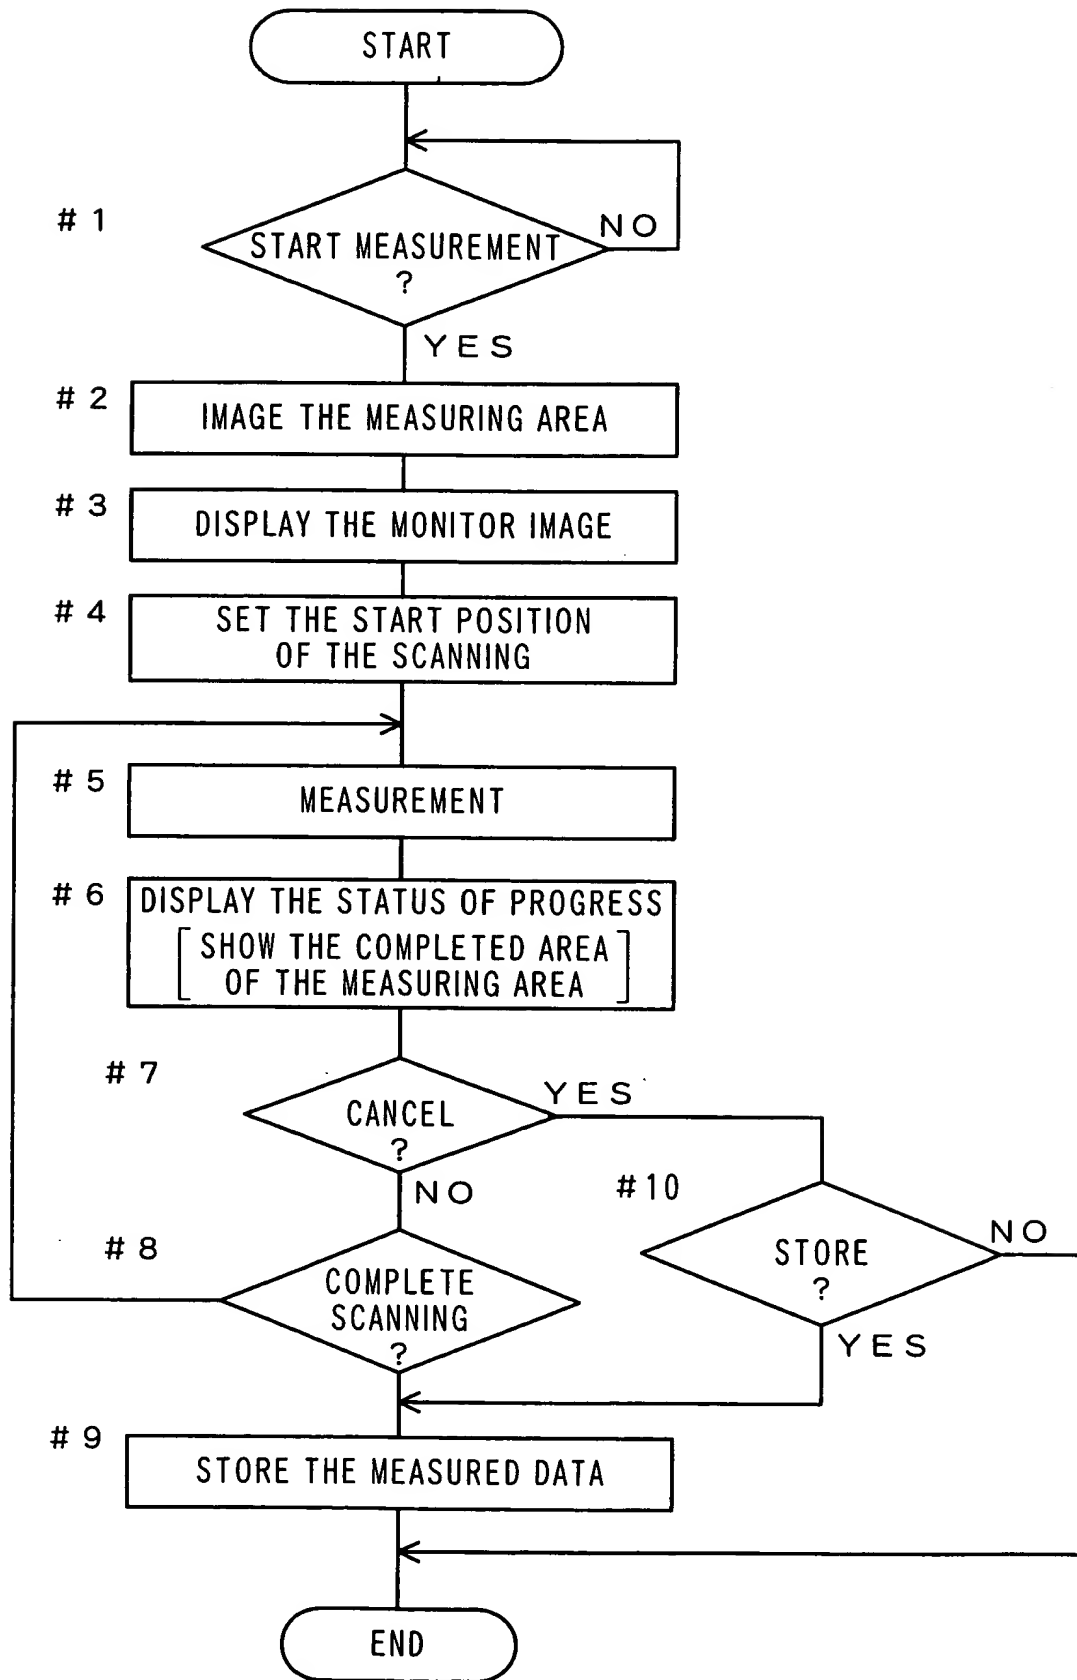 START
# 1
START MEASUREMENT
?
NO
YES
# 2
IMAGE THE MEASURING AREA
# 3
DISPLAY THE MONITOR IMAGE
# 4
SET THE START POSITION
OF THE SCANNING
# 5
MEASUREMENT
# 6
DISPLAY THE STATUS OF PROGRESS
[ SHOW THE COMPLETED AREA
OF THE MEASURING AREA ]
# 7
CANCEL
?
YES
NO
#10
STORE
?
NO
YES
# 8
COMPLETE
SCANNING
?
# 9
STORE THE MEASURED DATA
END